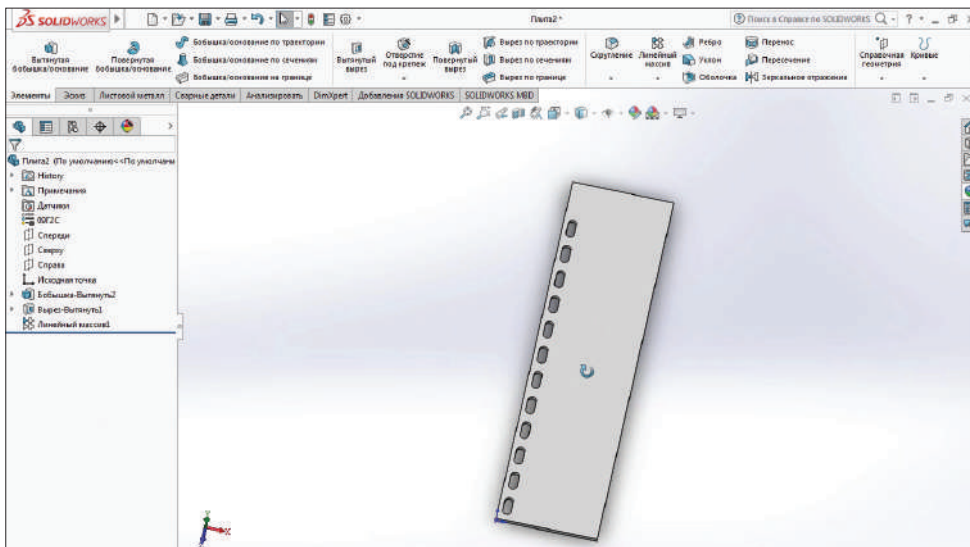 SOLIDWORKS
Плита2 *
Поиск в Справке по SOLIDWORKS
Вытянутая бобышка/основание
Повернутая бобышка/основание
Бобышка/основание по траектории
Бобышка/основание по сечениям
Бобышка/основание на границе
Вытянутый вырез
Отверстие под крепеж
Повернутый вырез
Вырез по траектории
Вырез по сечениям
Вырез по границе
Скругление
Линейный массив
Ребро
Уклон
Оболочка
Перенос
Пересечение
Зеркальное отражение
Справочная геометрия
Кривые
Элементы Эскиз Листовой металл Сварные детали Анализировать DimXpert Добавления SOLIDWORKS SOLIDWORKS MBD
Плита2 (По умолчанию<<По умолчани
History
Примечания
Датчики
09Г2С
Спереди
Сверху
Справа
Исходная точка
Бобышка-Вытянуть2
Вырез-Вытянуть1
Линейный массив1